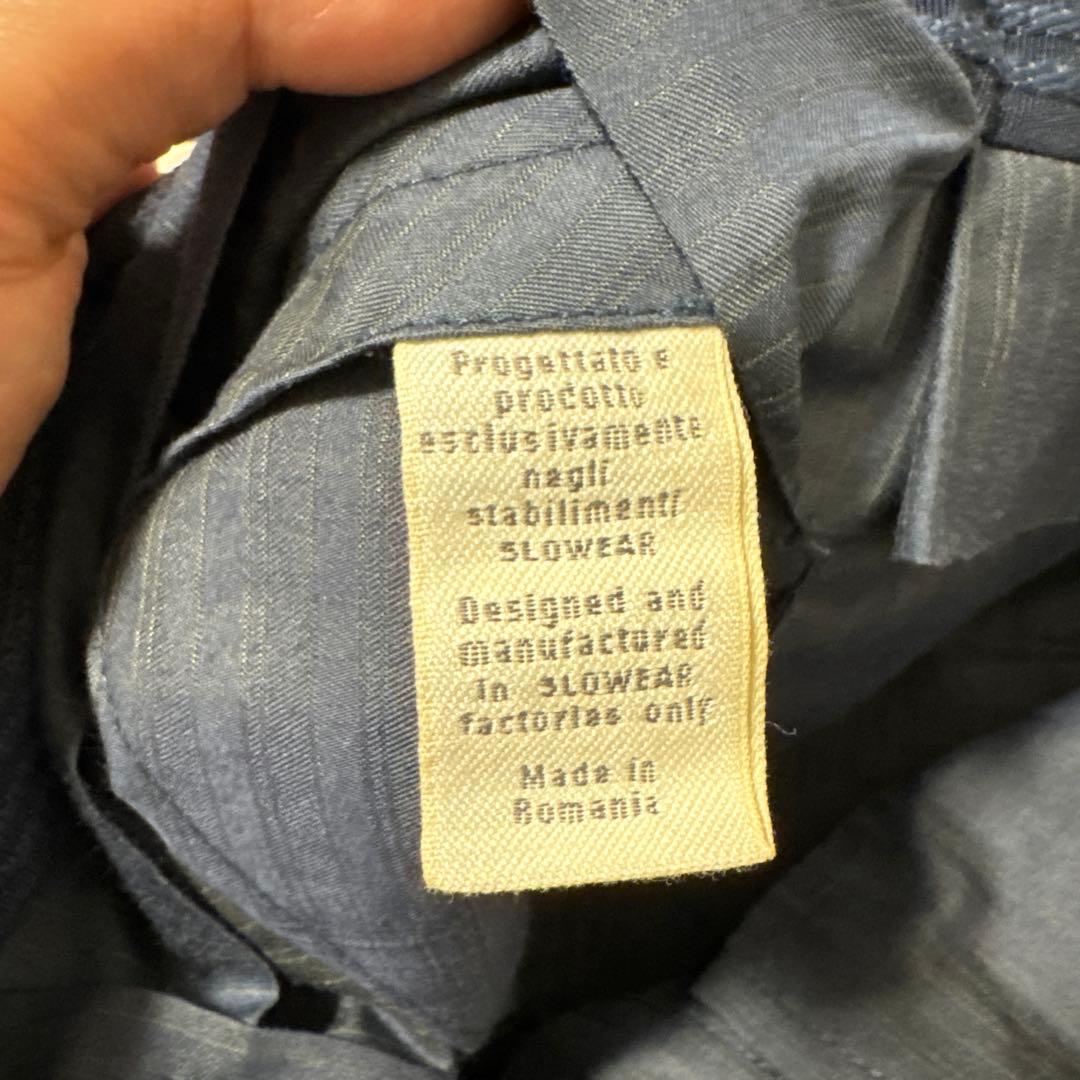 Progettato e
prodotto
esclusivamente
negli
stabilimenti
SLOWEAR
Designed and
manufactured
in SLOWEAR
factories only
Made in
Romania